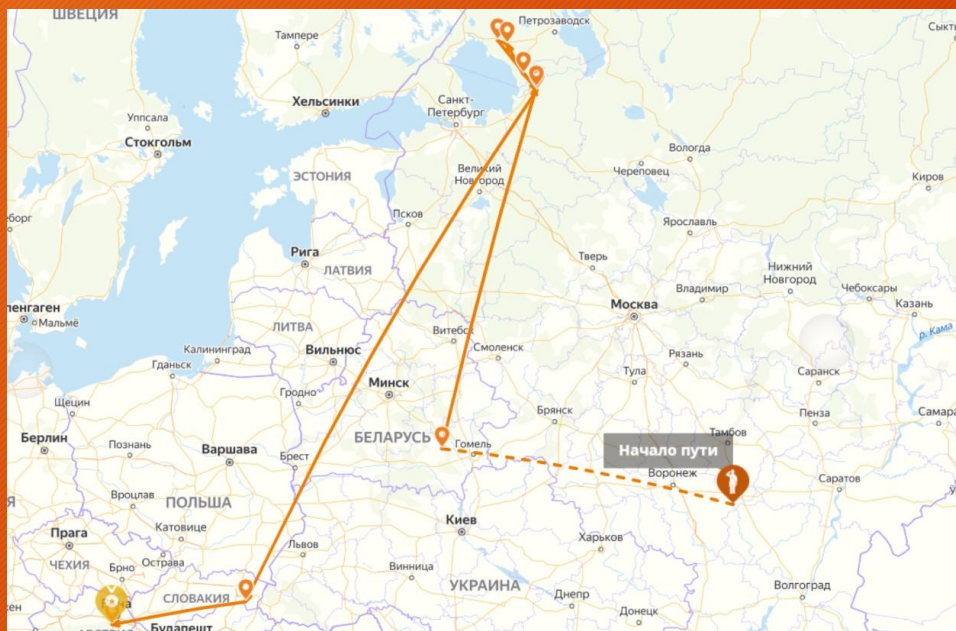 ШВЕЦИЯ
Петрозаводск
Тампере
Хельсинки
Санкт-
Петербург
Уппсала
Стокгольм
Вологда
Череповец
Великий
Новгород
Киров
ЭСТОНИЯ
Псков
Ярославль
Рига
ЛАТВИЯ
Тверь
Нижний
Новгород
Чебоксары
Казань
Владимир
Москва
р. Кама
Мальмё
ЛИТВА
Витебск
Калининград
Вильнюс
Смоленск
Рязань
Гданьск
Тула
Саранск
Минск
Гродно
Щецин
Брянск
Пенза
Берлин
Познань
Варшава
Брест
БЕЛАРУСЬ
Гомель
Тамбов
Начало пути
Воронеж
Саратов
Вроцлав
ПОЛЬША
Катовице
Киев
Прага
ЧЕХИЯ
Брно
Острава
Львов
Винница
Харьков
СЛОВАКИЯ
УКРАИНА
Днепр
Донецк
Волгоград
Будапешт